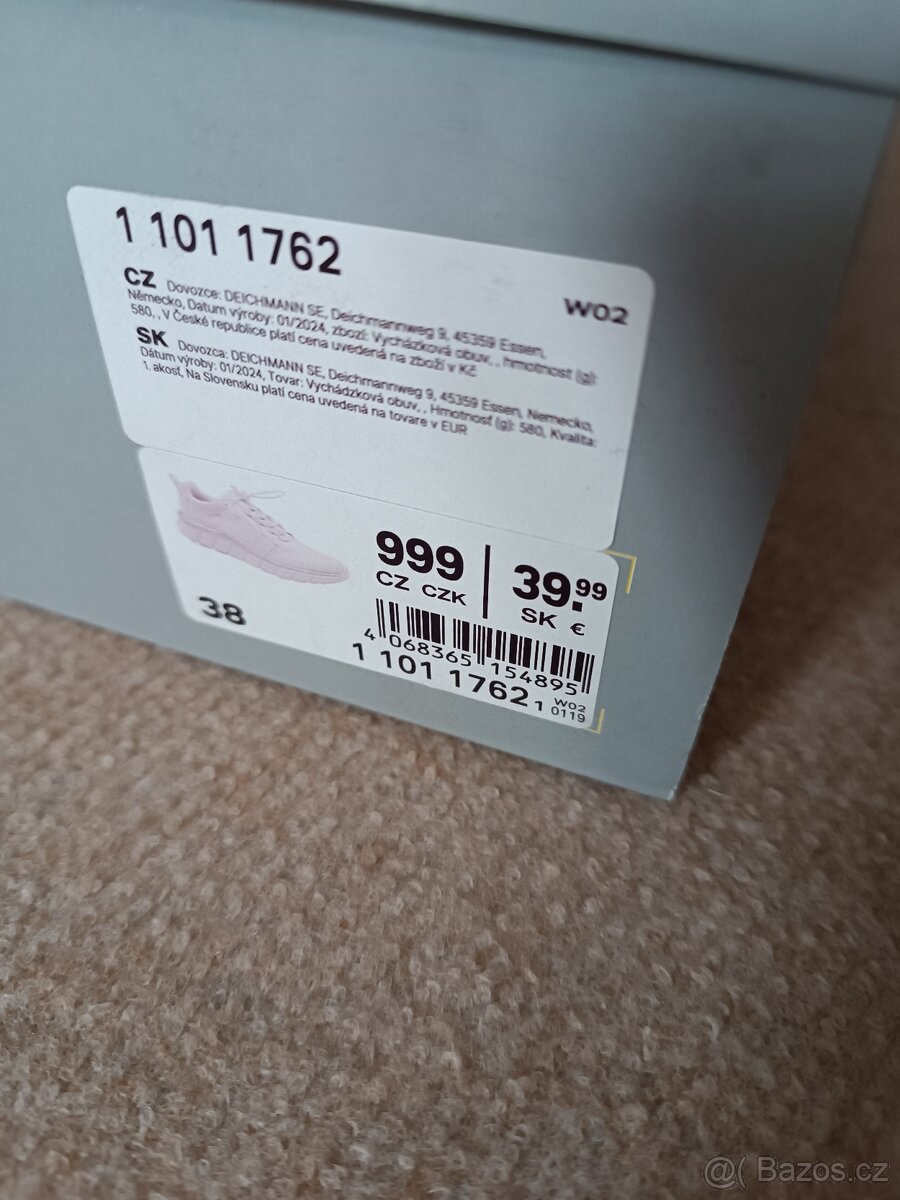 1 101 1762
W02
CZ Dovozce: DEICHMANN SE, Deichmannweg 9, 45359 Essen,
Německo, Datum výroby: 01/2024, zboží: Vycházková obuv, , hmotnost (g):
580, , V České republice platí cena uvedená na zboží v Kč
SK Dovozca: DEICHMANN SE, Deichmannweg 9, 45359 Essen, Nemecko,
Dátum výroby: 01/2024, Tovar: Vychádzková obuv, , Hmotnosť (g): 580, Kvalita:
1. akosť, Na Slovensku platí cena uvedená na tovare v EUR
999
CZ CZK
39.99
SK €
38
4 068365 154895
1 101 1762 1 W02
0119
@( Bazos.cz